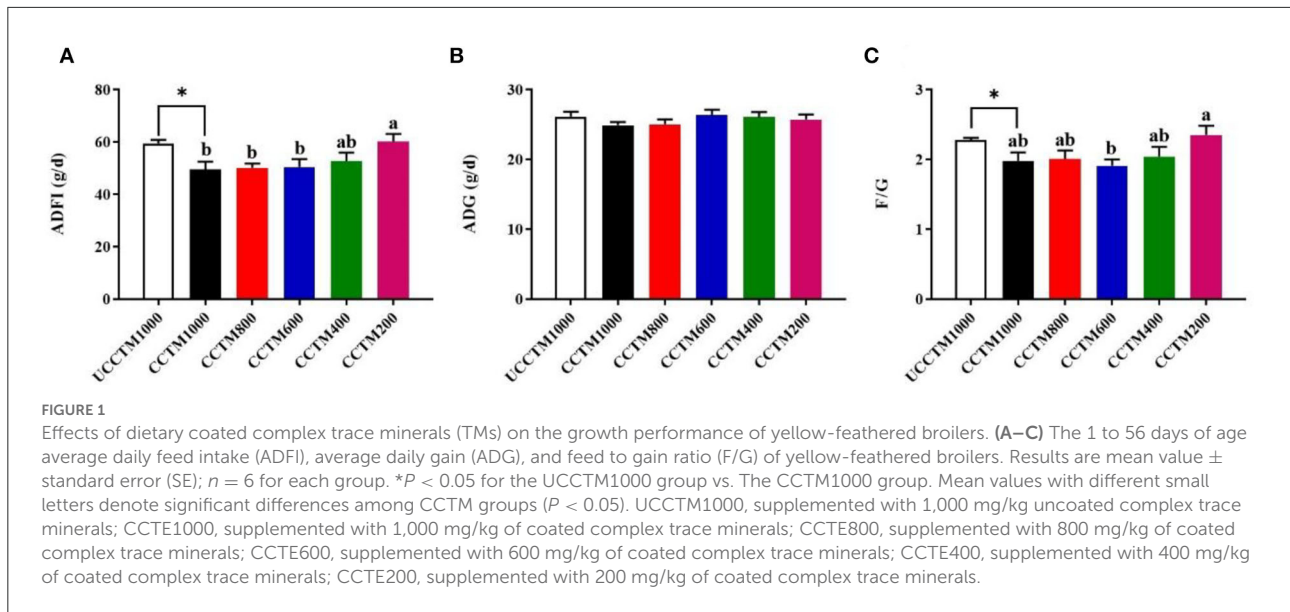 A
B
C
*
b
b
b
ab
a
ADFI (g/d)
80
60
40
20
0
UCCTM1000
CCTM1000
CCTM800
CCTM600
CCTM400
CCTM200
ADG (g/d)
30
20
10
0
UCCTM1000
CCTM1000
CCTM800
CCTM600
CCTM400
CCTM200
*
ab
ab
b
ab
a
F/G
3
2
1
0
UCCTM1000
CCTM1000
CCTM800
CCTM600
CCTM400
CCTM200
FIGURE 1
Effects of dietary coated complex trace minerals (TMs) on the growth performance of yellow-feathered broilers. (A–C) The 1 to 56 days of age
average daily feed intake (ADFI), average daily gain (ADG), and feed to gain ratio (F/G) of yellow-feathered broilers. Results are mean value ±
standard error (SE); n = 6 for each group. *P < 0.05 for the UCCTM1000 group vs. The CCTM1000 group. Mean values with different small
letters denote significant differences among CCTM groups (P < 0.05). UCCTM1000, supplemented with 1,000 mg/kg uncoated complex trace
minerals; CCTE1000, supplemented with 1,000 mg/kg of coated complex trace minerals; CCTE800, supplemented with 800 mg/kg of coated
complex trace minerals; CCTE600, supplemented with 600 mg/kg of coated complex trace minerals; CCTE400, supplemented with 400 mg/kg
of coated complex trace minerals; CCTE200, supplemented with 200 mg/kg of coated complex trace minerals.